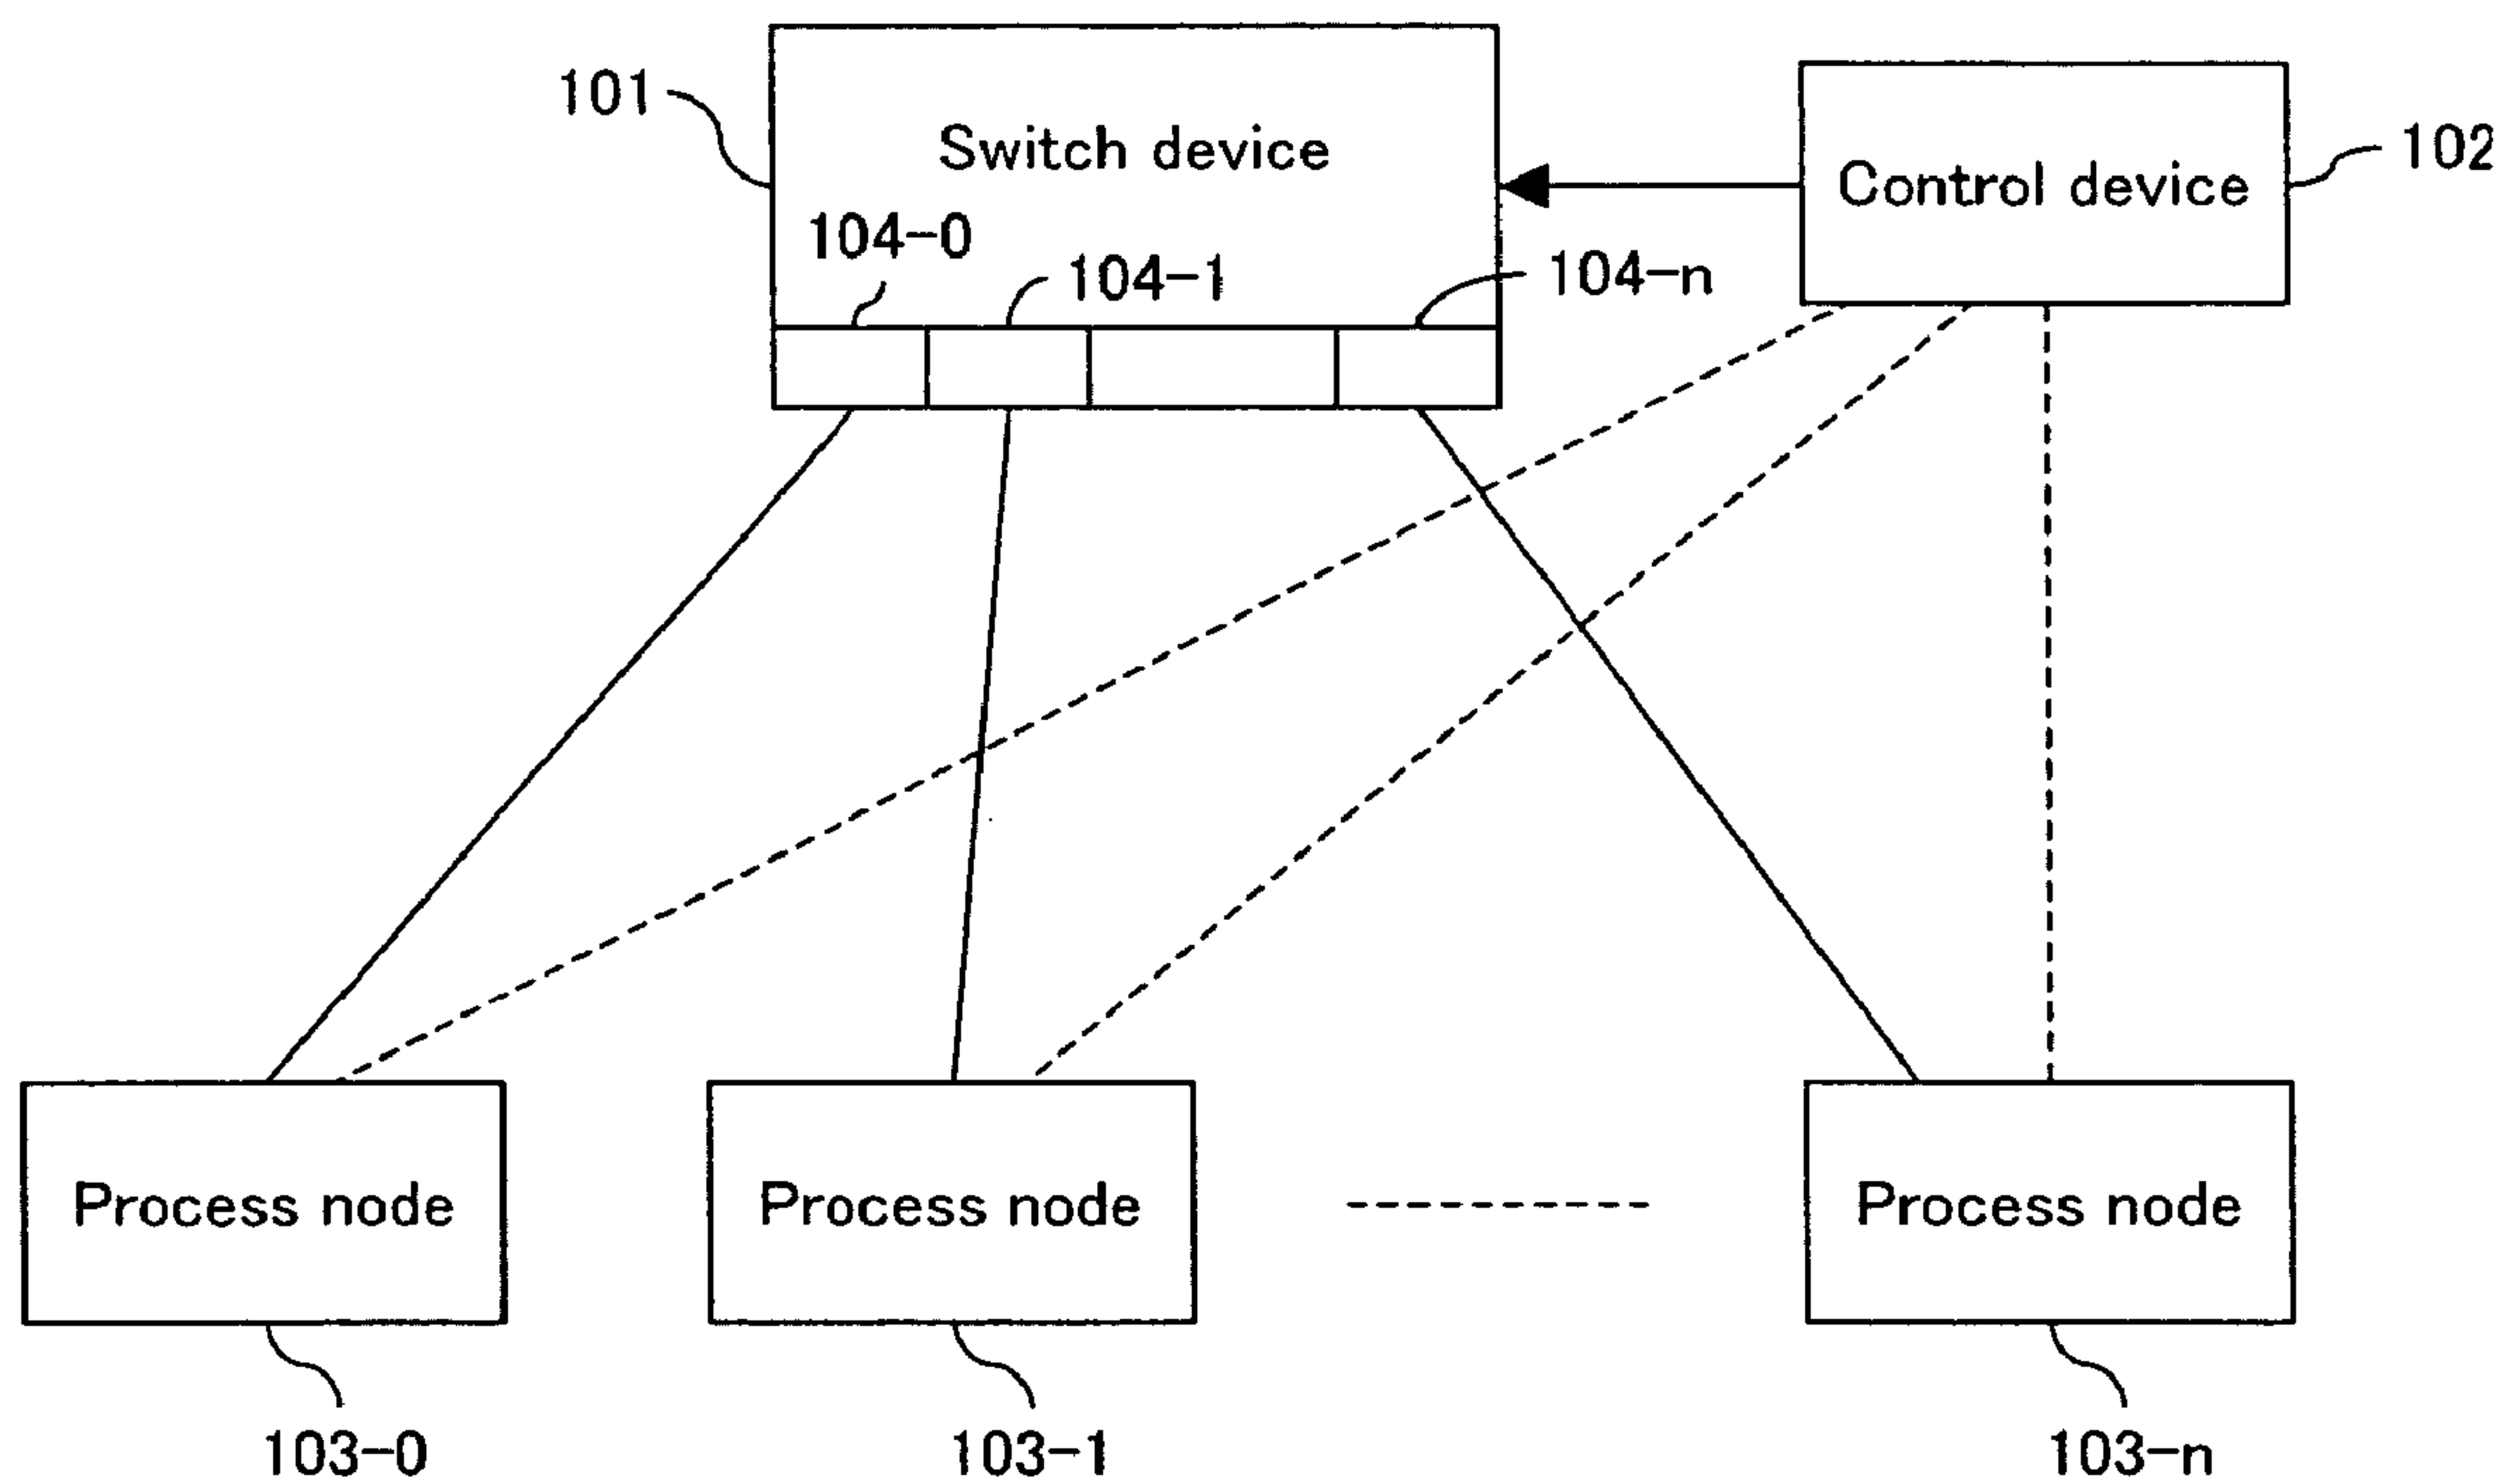 101
Switch device
Control device
102
104-0
104-1
104-n
Process node
Process node
Process node
103-0
103-1
103-n